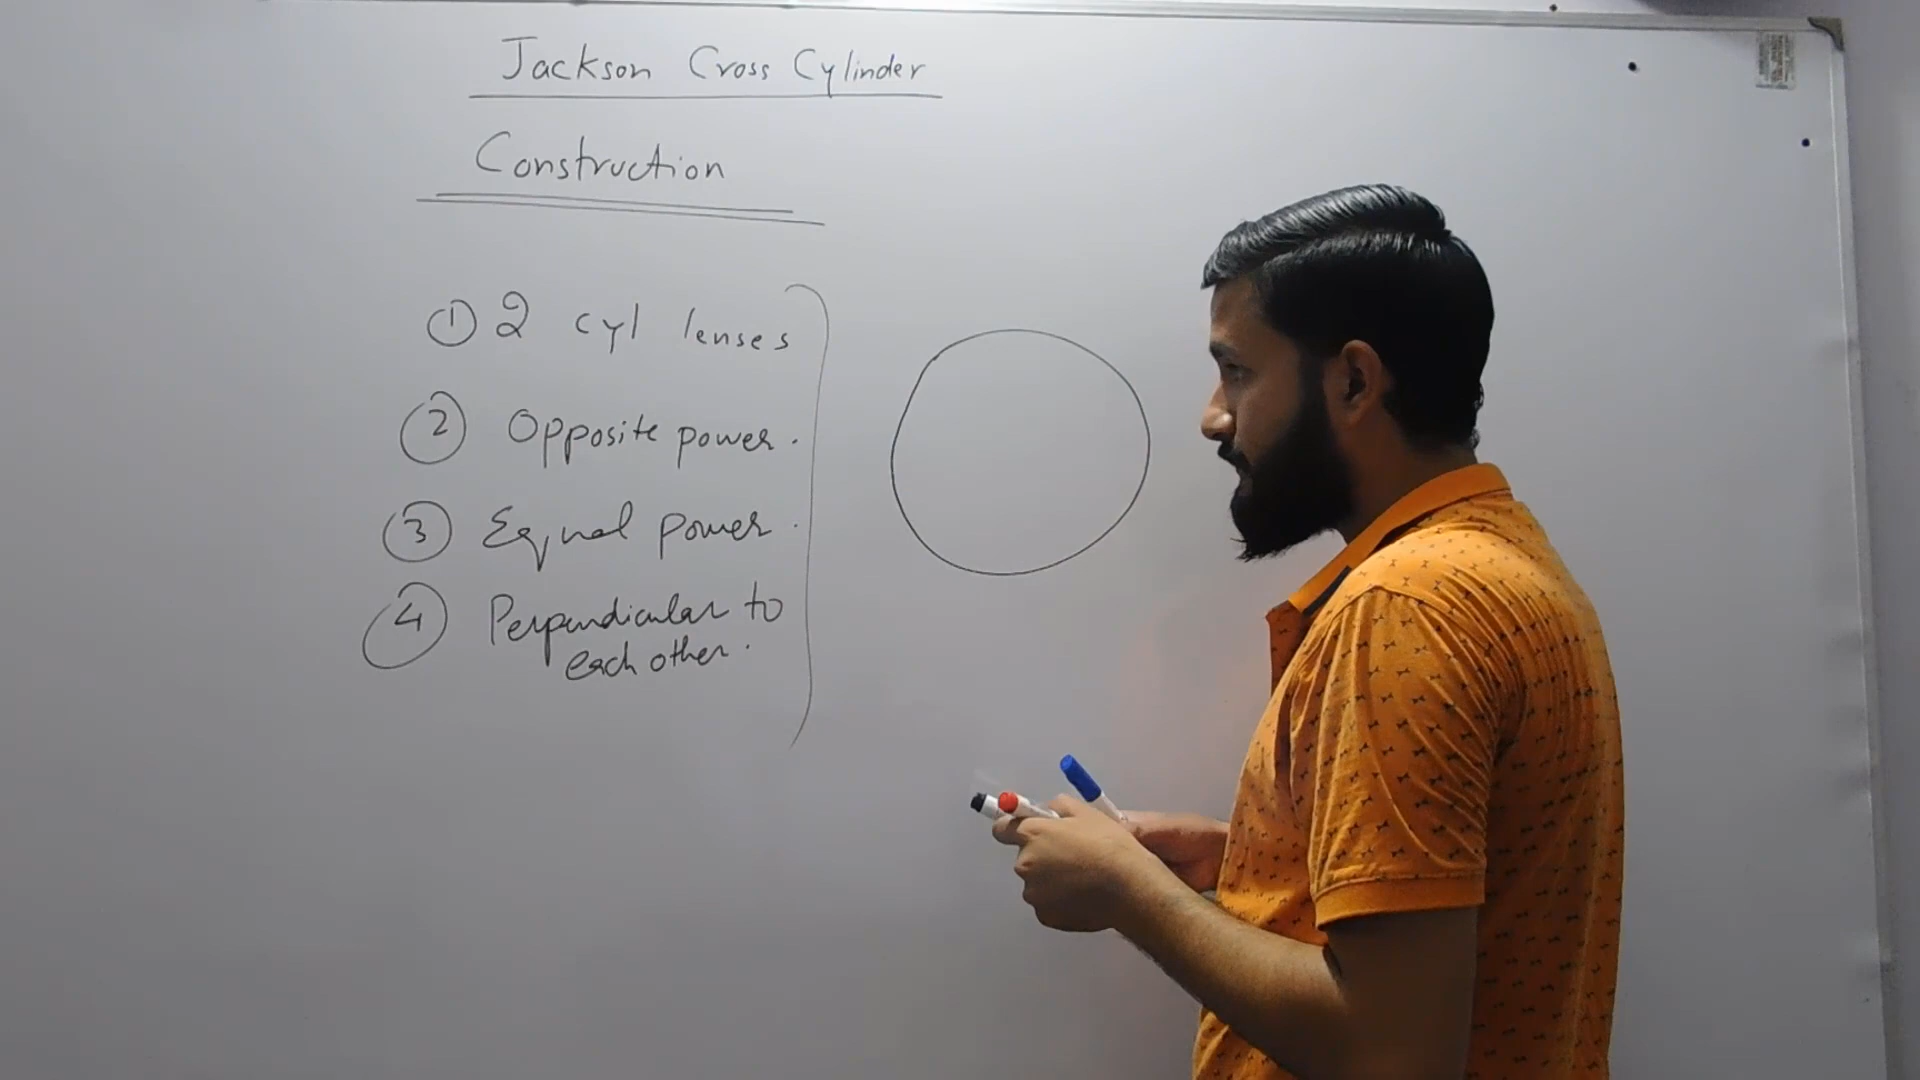 Jackson Cross Cylinder
Construction
① 2 cyl lenses
② Opposite power.
③ Equal power.
④ Perpendicular to
each other.